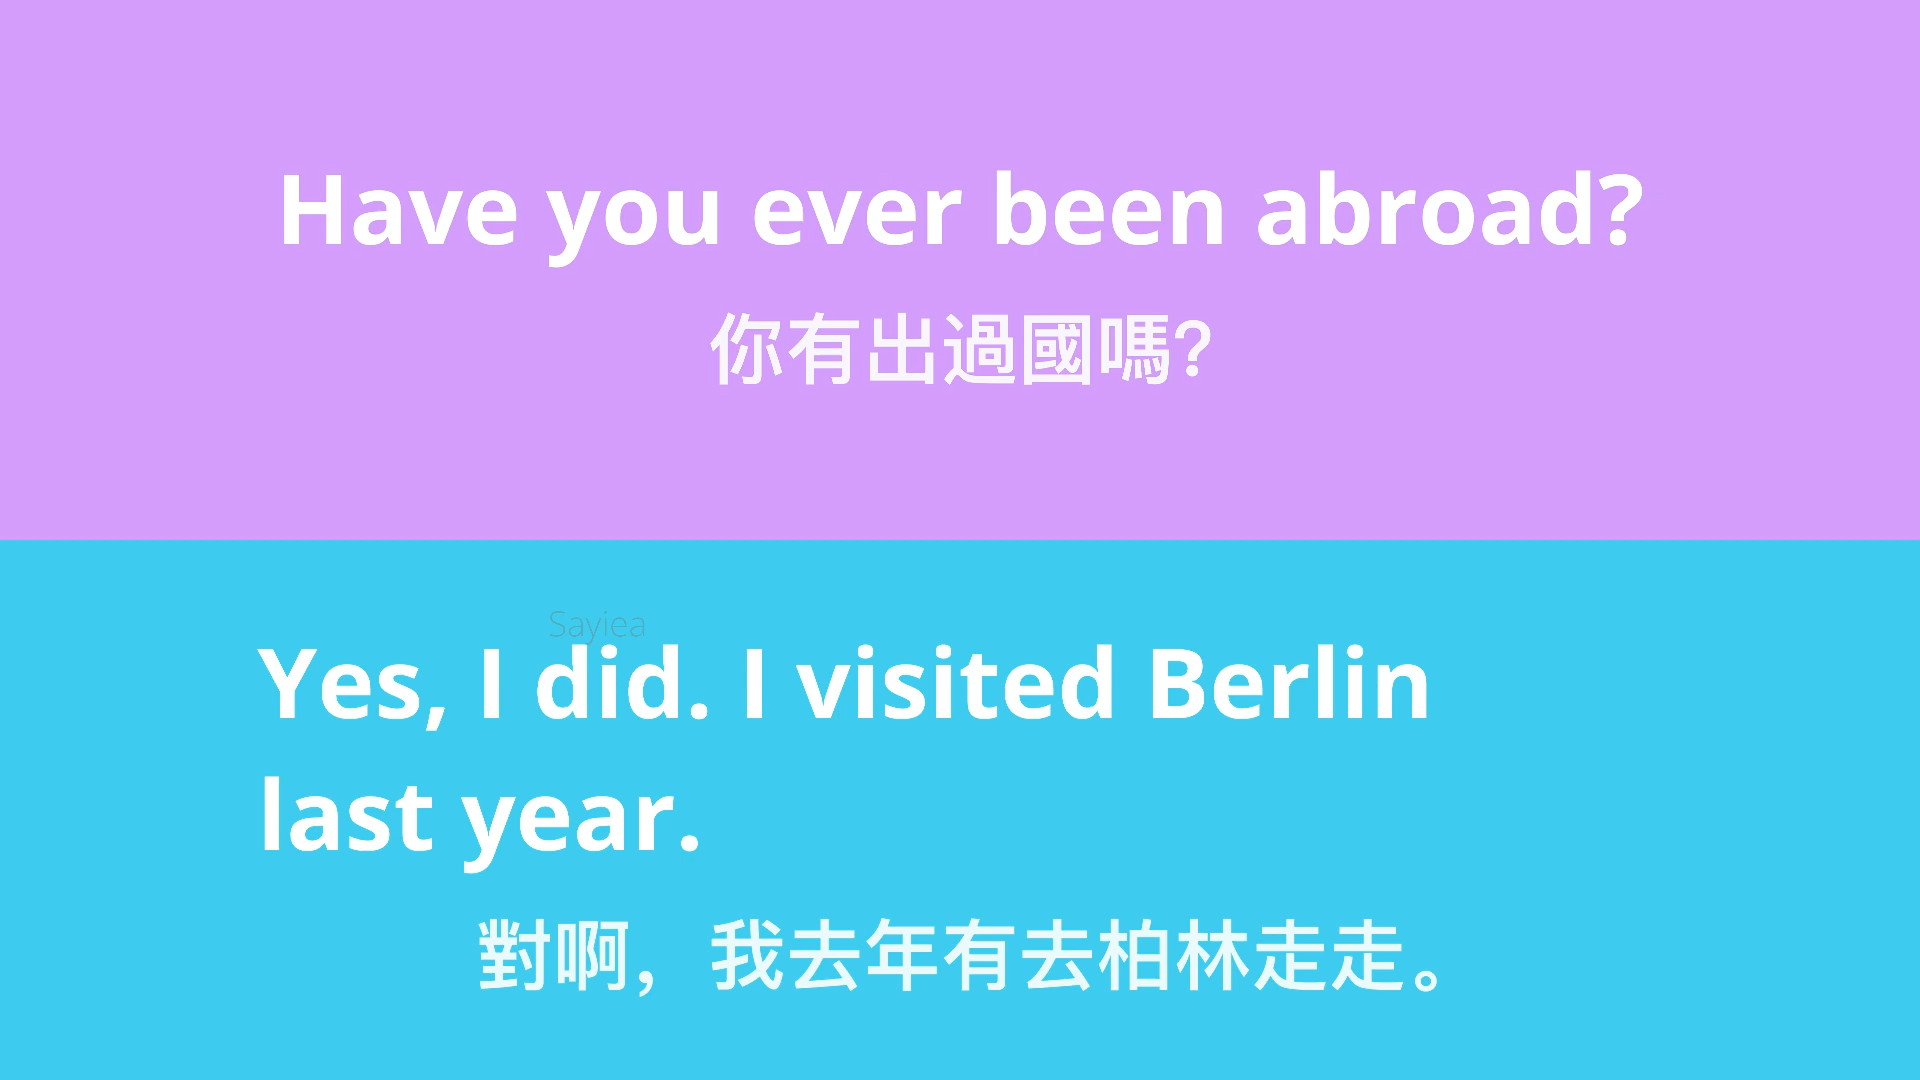 Have you ever been abroad?
你有出過國嗎?
Sayiea
Yes, I did. I visited Berlin
last year.
對啊，我去年有去柏林走走。